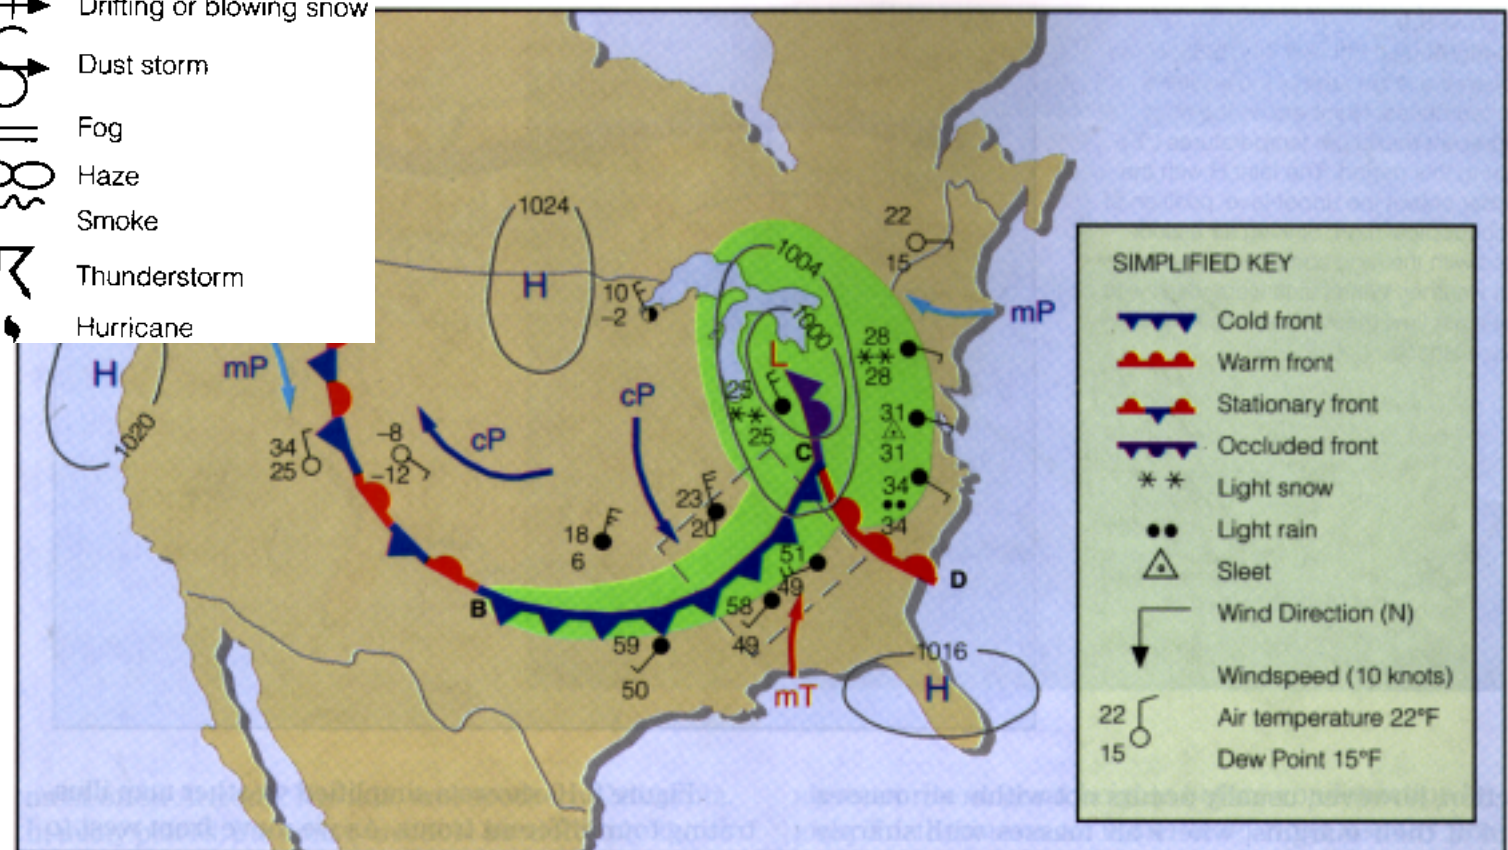 Drifting or blowing snow
Dust storm
Fog
Haze
Smoke
Thunderstorm
Hurricane
1024
H
10
-2
1004
1000
L
22
15
mP
28
28
25
25
31
31
34
34
H
1020
mP
34
25
-8
-12
cP
cP
C
23
20
18
6
51
49
58
49
59
50
B
D
mT
1016
H
SIMPLIFIED KEY
Cold front
Warm front
Stationary front
Occluded front
Light snow
Light rain
Sleet
Wind Direction (N)
Windspeed (10 knots)
22
Air temperature 22°F
15
Dew Point 15°F